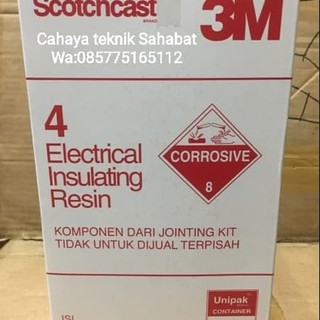 Scotchcast
BRAND
3M
Cahaya teknik Sahabat
Wa:085775165112
4
Electrical
Insulating
Resin
CORROSIVE
8
KOMPONEN DARI JOINTING KIT
TIDAK UNTUK DIJUAL TERPISAH
Unipak
CONTAINER
ISI